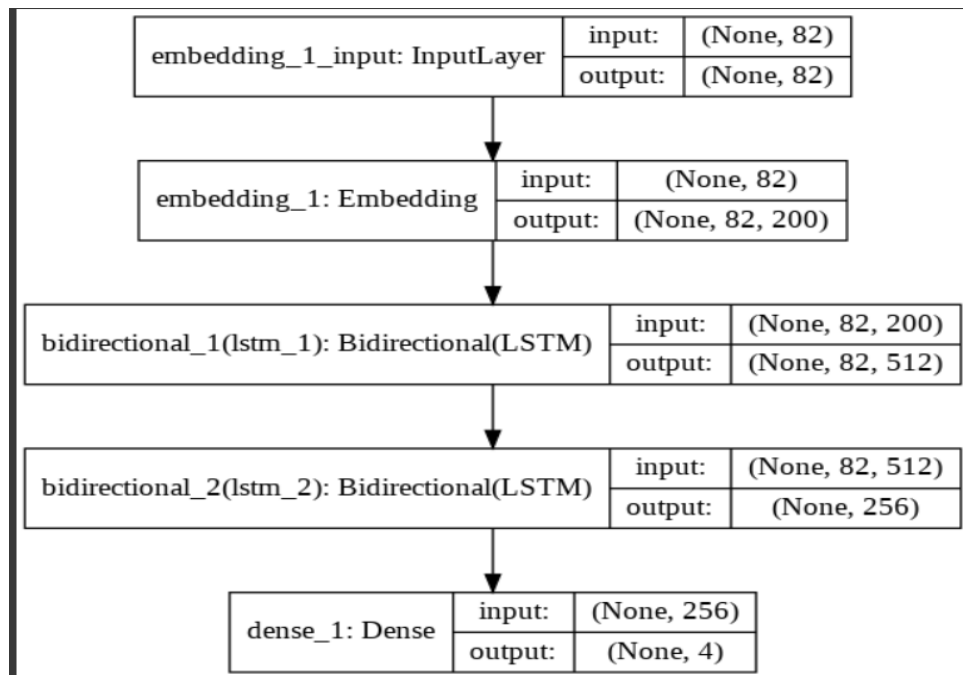 embedding_1_input: InputLayer input: (None, 82)
output: (None, 82)
embedding_1: Embedding input: (None, 82)
output: (None, 82, 200)
bidirectional_1(lstm_1): Bidirectional(LSTM) input: (None, 82, 200)
output: (None, 82, 512)
bidirectional_2(lstm_2): Bidirectional(LSTM) input: (None, 82, 512)
output: (None, 256)
dense_1: Dense input: (None, 256)
output: (None, 4)